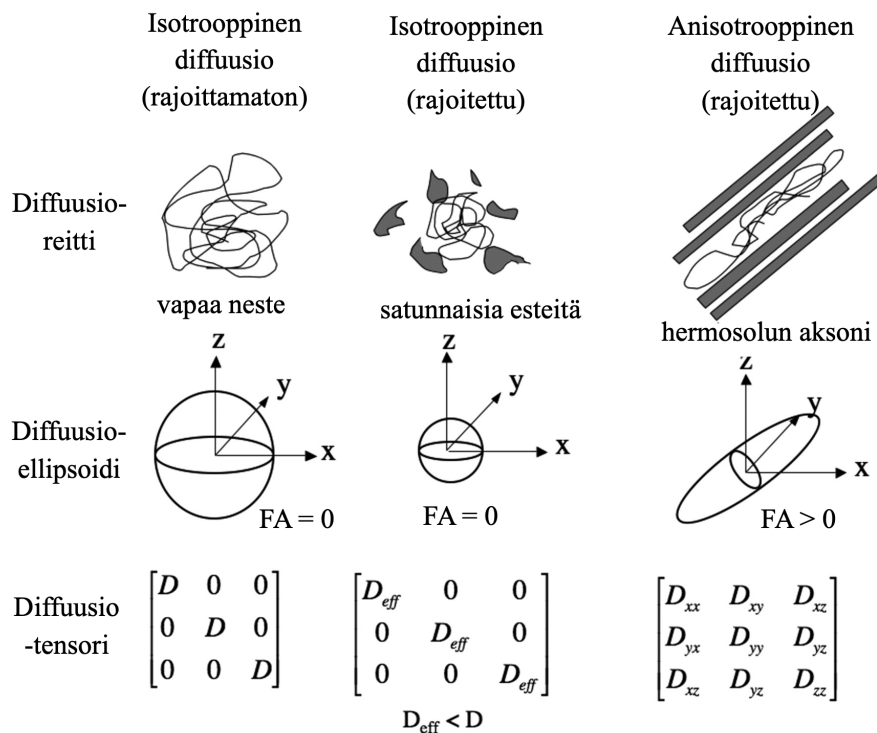 Isotrooppinen
diffuusio
(rajoittamaton)
Isotrooppinen
diffuusio
(rajoitettu)
Anisotrooppinen
diffuusio
(rajoitettu)
Diffuusio-
reitti
vapaa neste
satunnaisia esteitä
hermosolun aksoni
Diffuusio-
ellipsoidi
z
y
x
FA = 0
z
y
x
FA = 0
z
y
x
FA > 0
Diffuusio
-tensori
D 0 0
0 D 0
0 0 D
D_eff 0 0
0 D_eff 0
0 0 D_eff
D_eff < D
D_xx D_xy D_xz
D_yx D_yy D_yz
D_xz D_yz D_zz